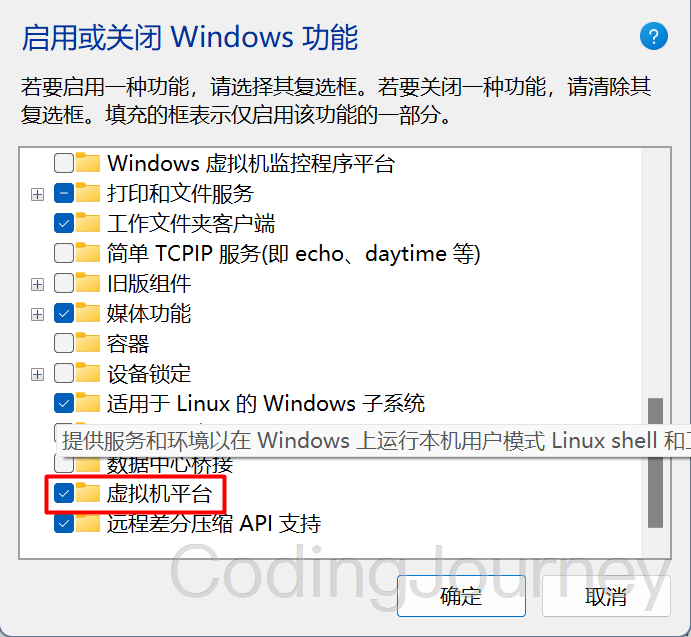 启用或关闭 Windows 功能
?
若要启用一种功能，请选择其复选框。若要关闭一种功能，请清除其
复选框。填充的框表示仅启用该功能的一部分。
Windows 虚拟机监控程序平台
打印和文件服务
工作文件夹客户端
简单 TCPIP 服务(即 echo、daytime 等)
旧版组件
媒体功能
容器
设备锁定
适用于 Linux 的 Windows 子系统
提供服务和环境以在 Windows 上运行本机用户模式 Linux shell 和
数据中心桥接
虚拟机平台
远程差分压缩 API 支持
CodingJourney
确定
取消